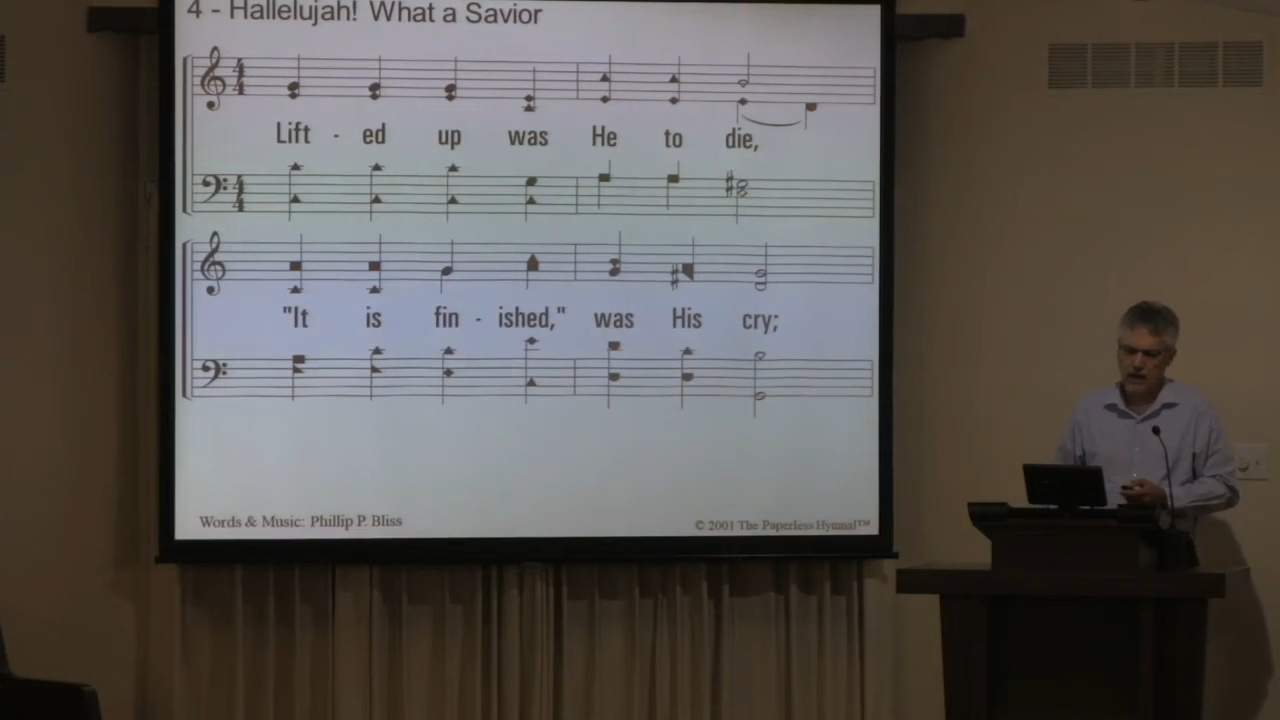 4 - Hallelujah! What a Savior
Lift - ed up was He to die,
"It is fin - ished," was His cry;
Words & Music: Phillip P. Bliss
© 2001 The Paperless Hymnal™